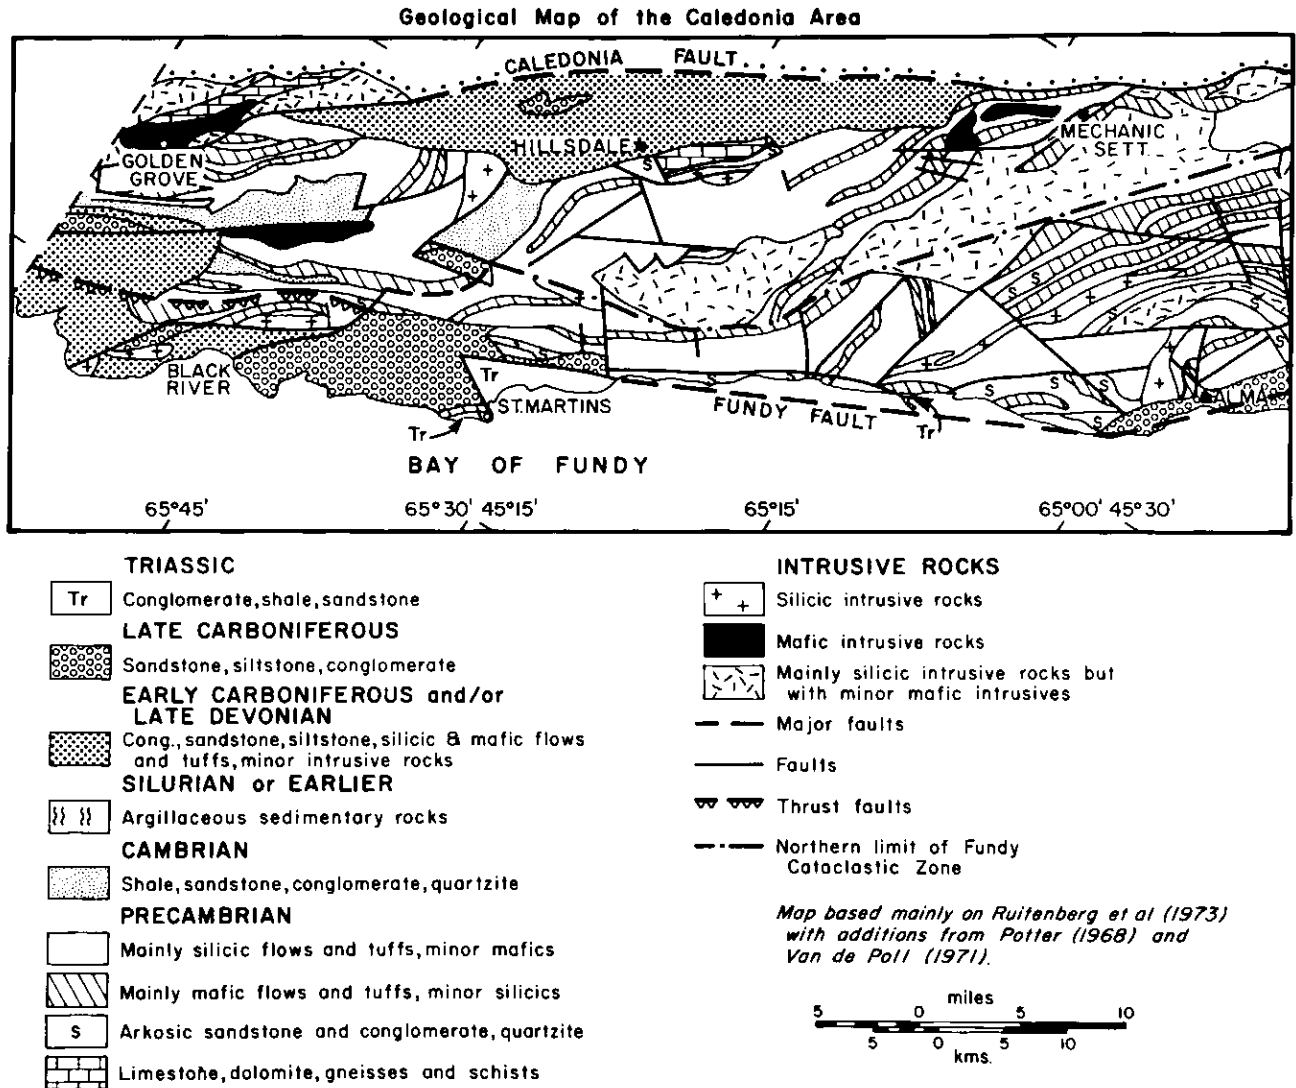 Geological Map of the Caledonia Area
CALEDONIA FAULT
HILLSDALE
MECHANIC
SETT
GOLDEN
GROVE
S
S
S
S
S
S
S
BLACK
RIVER
Tr
S
S
S
S
S
S
S
ST. MARTINS
FUNDY FAULT
ALMA
Tr
Tr
BAY OF FUNDY
65°45'
65°30' 45°15'
65°15'
65°00' 45°30'
TRIASSIC
Tr
Conglomerate, shale, sandstone
LATE CARBONIFEROUS
Sandstone, siltstone, conglomerate
EARLY CARBONIFEROUS and/or
LATE DEVONIAN
Cong., sandstone, siltstone, silicic & mafic flows
and tuffs, minor intrusive rocks
SILURIAN or EARLIER
Argillaceous sedimentary rocks
CAMBRIAN
Shale, sandstone, conglomerate, quartzite
PRECAMBRIAN
Mainly silicic flows and tuffs, minor mafics
Mainly mafic flows and tuffs, minor silicics
S
Arkosic sandstone and conglomerate, quartzite
Limestone, dolomite, gneisses and schists
INTRUSIVE ROCKS
Silicic intrusive rocks
Mafic intrusive rocks
Mainly silicic intrusive rocks but
with minor mafic intrusives
Major faults
Faults
Thrust faults
Northern limit of Fundy
Cataclastic Zone
Map based mainly on Ruitenberg et al (1973)
with additions from Potter (1968) and
Van de Poll (1971).
miles
5 0 5 10
5 0 5 10
kms.